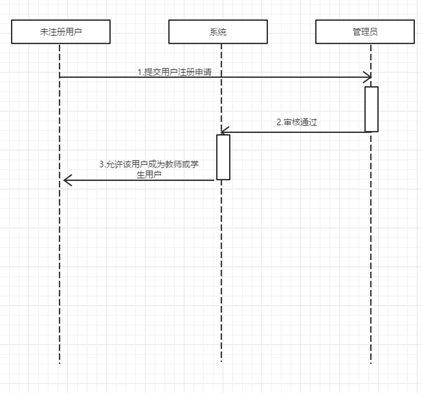 未注册用户
系统
管理员
1.提交用户注册申请
2.审核通过
3.允许该用户成为教师或学
生用户